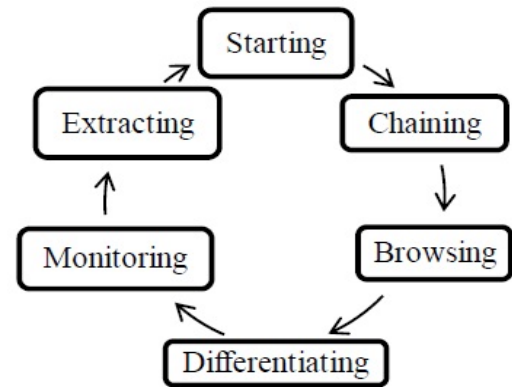 Starting
Chaining
Browsing
Differentiating
Monitoring
Extracting